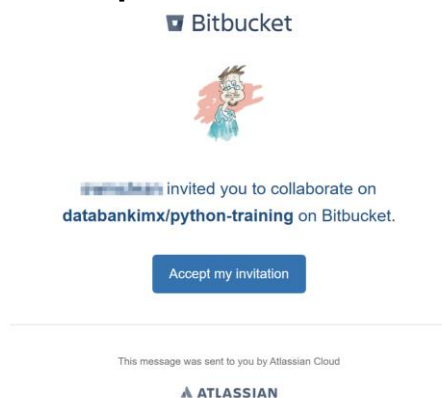 Bitbucket
invited you to collaborate on
databankimx/python-training on Bitbucket.
Accept my invitation
This message was sent to you by Atlassian Cloud
ATLASSIAN